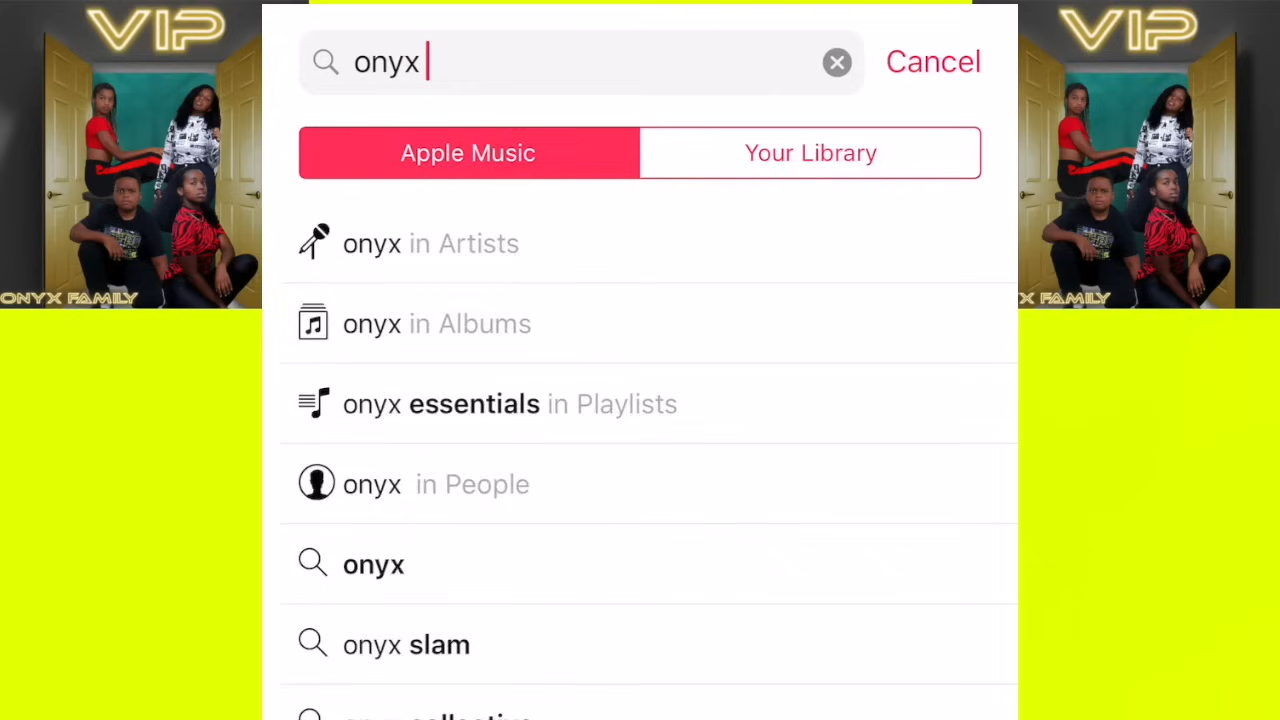 VIP
ONYX FAMILY
onyx
Cancel
Apple Music
Your Library
onyx in Artists
onyx in Albums
onyx essentials in Playlists
onyx in People
onyx
onyx slam
VIP
X FAMILY